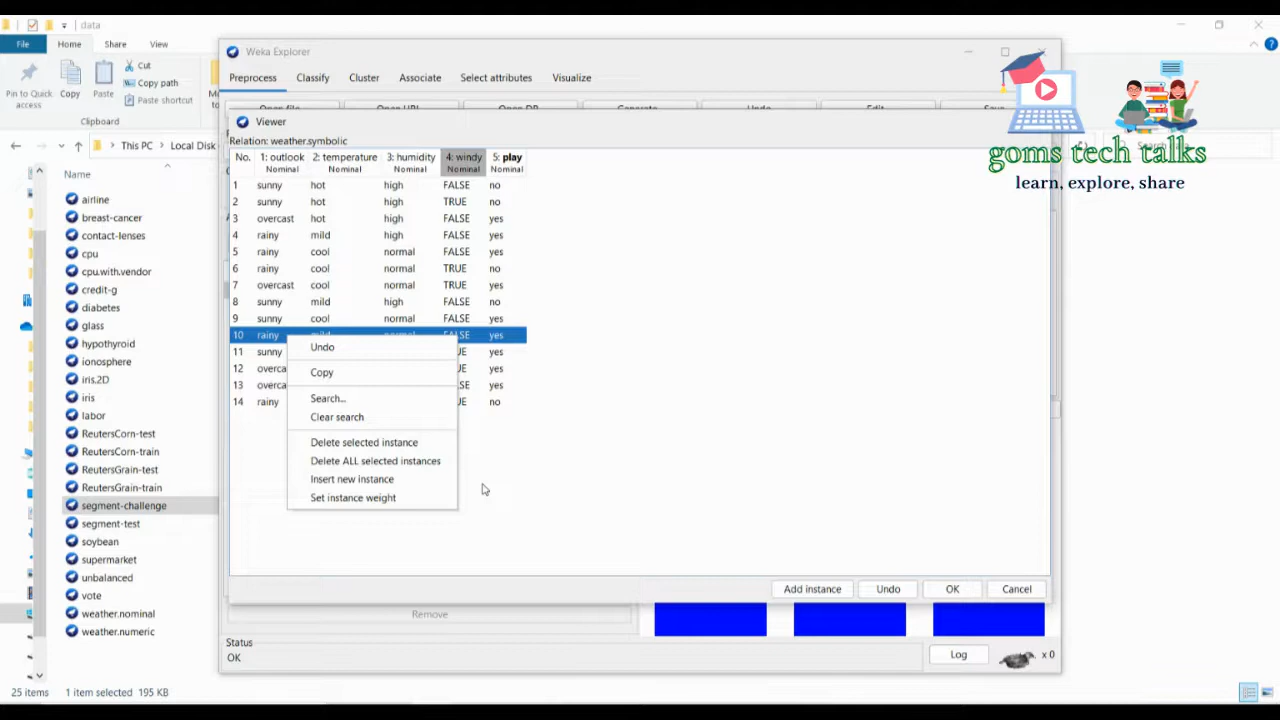 data
File Home Share View
Pin to Quick access
Copy
Paste
Cut
Copy path
Paste shortcut
Clipboard
This PC Local Disk
Name
airline
breast-cancer
contact-lenses
cpu
cpu.with.vendor
credit-g
diabetes
glass
hypothyroid
ionosphere
iris.2D
iris
labor
ReutersCorn-test
ReutersCorn-train
ReutersGrain-test
ReutersGrain-train
segment-challenge
segment-test
soybean
supermarket
unbalanced
vote
weather.nominal
weather.numeric
25 items 1 item selected 195 KB
Weka Explorer
Preprocess Classify Cluster Associate Select attributes Visualize
Viewer
Relation: weather.symbolic
No. 1: outlook 2: temperature 3: humidity 4: windy 5: play
Nominal Nominal Nominal Nominal Nominal
1 sunny hot high FALSE no
2 sunny hot high TRUE no
3 overcast hot high FALSE yes
4 rainy mild high FALSE yes
5 rainy cool normal FALSE yes
6 rainy cool normal TRUE no
7 overcast cool normal TRUE yes
8 sunny mild high FALSE no
9 sunny cool normal FALSE yes
10 rainy mild normal FALSE yes
11 sunny UE yes
12 overca UE yes
13 overca SE yes
14 rainy UE no
Undo
Copy
Search...
Clear search
Delete selected instance
Delete ALL selected instances
Insert new instance
Set instance weight
Add instance Undo OK Cancel
Remove
Status
OK
Log x 0
goms tech talks
learn, explore, share